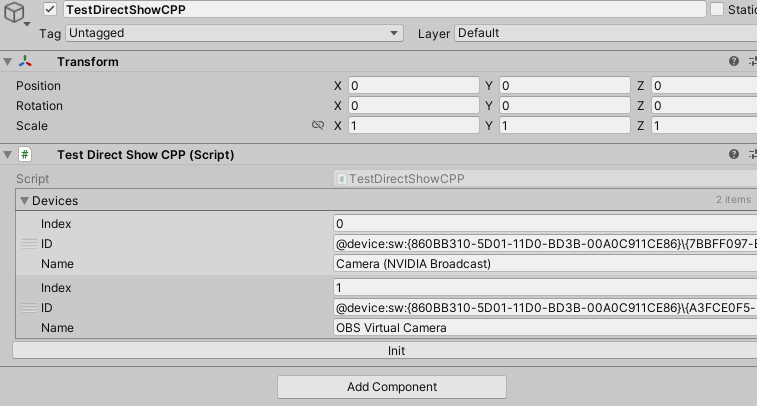 TestDirectShowCPP Static
Tag Untagged Layer Default
Transform
Position X 0 Y 0 Z 0
Rotation X 0 Y 0 Z 0
Scale X 1 Y 1 Z 1
# Test Direct Show CPP (Script)
Script # TestDirectShowCPP
Devices 2 items
Index 0
ID @device:sw:{860BB310-5D01-11D0-BD3B-00A0C911CE86}\{7BBFF097-
Name Camera (NVIDIA Broadcast)
Index 1
ID @device:sw:{860BB310-5D01-11D0-BD3B-00A0C911CE86}\{A3FCE0F5-
Name OBS Virtual Camera
Init
Add Component